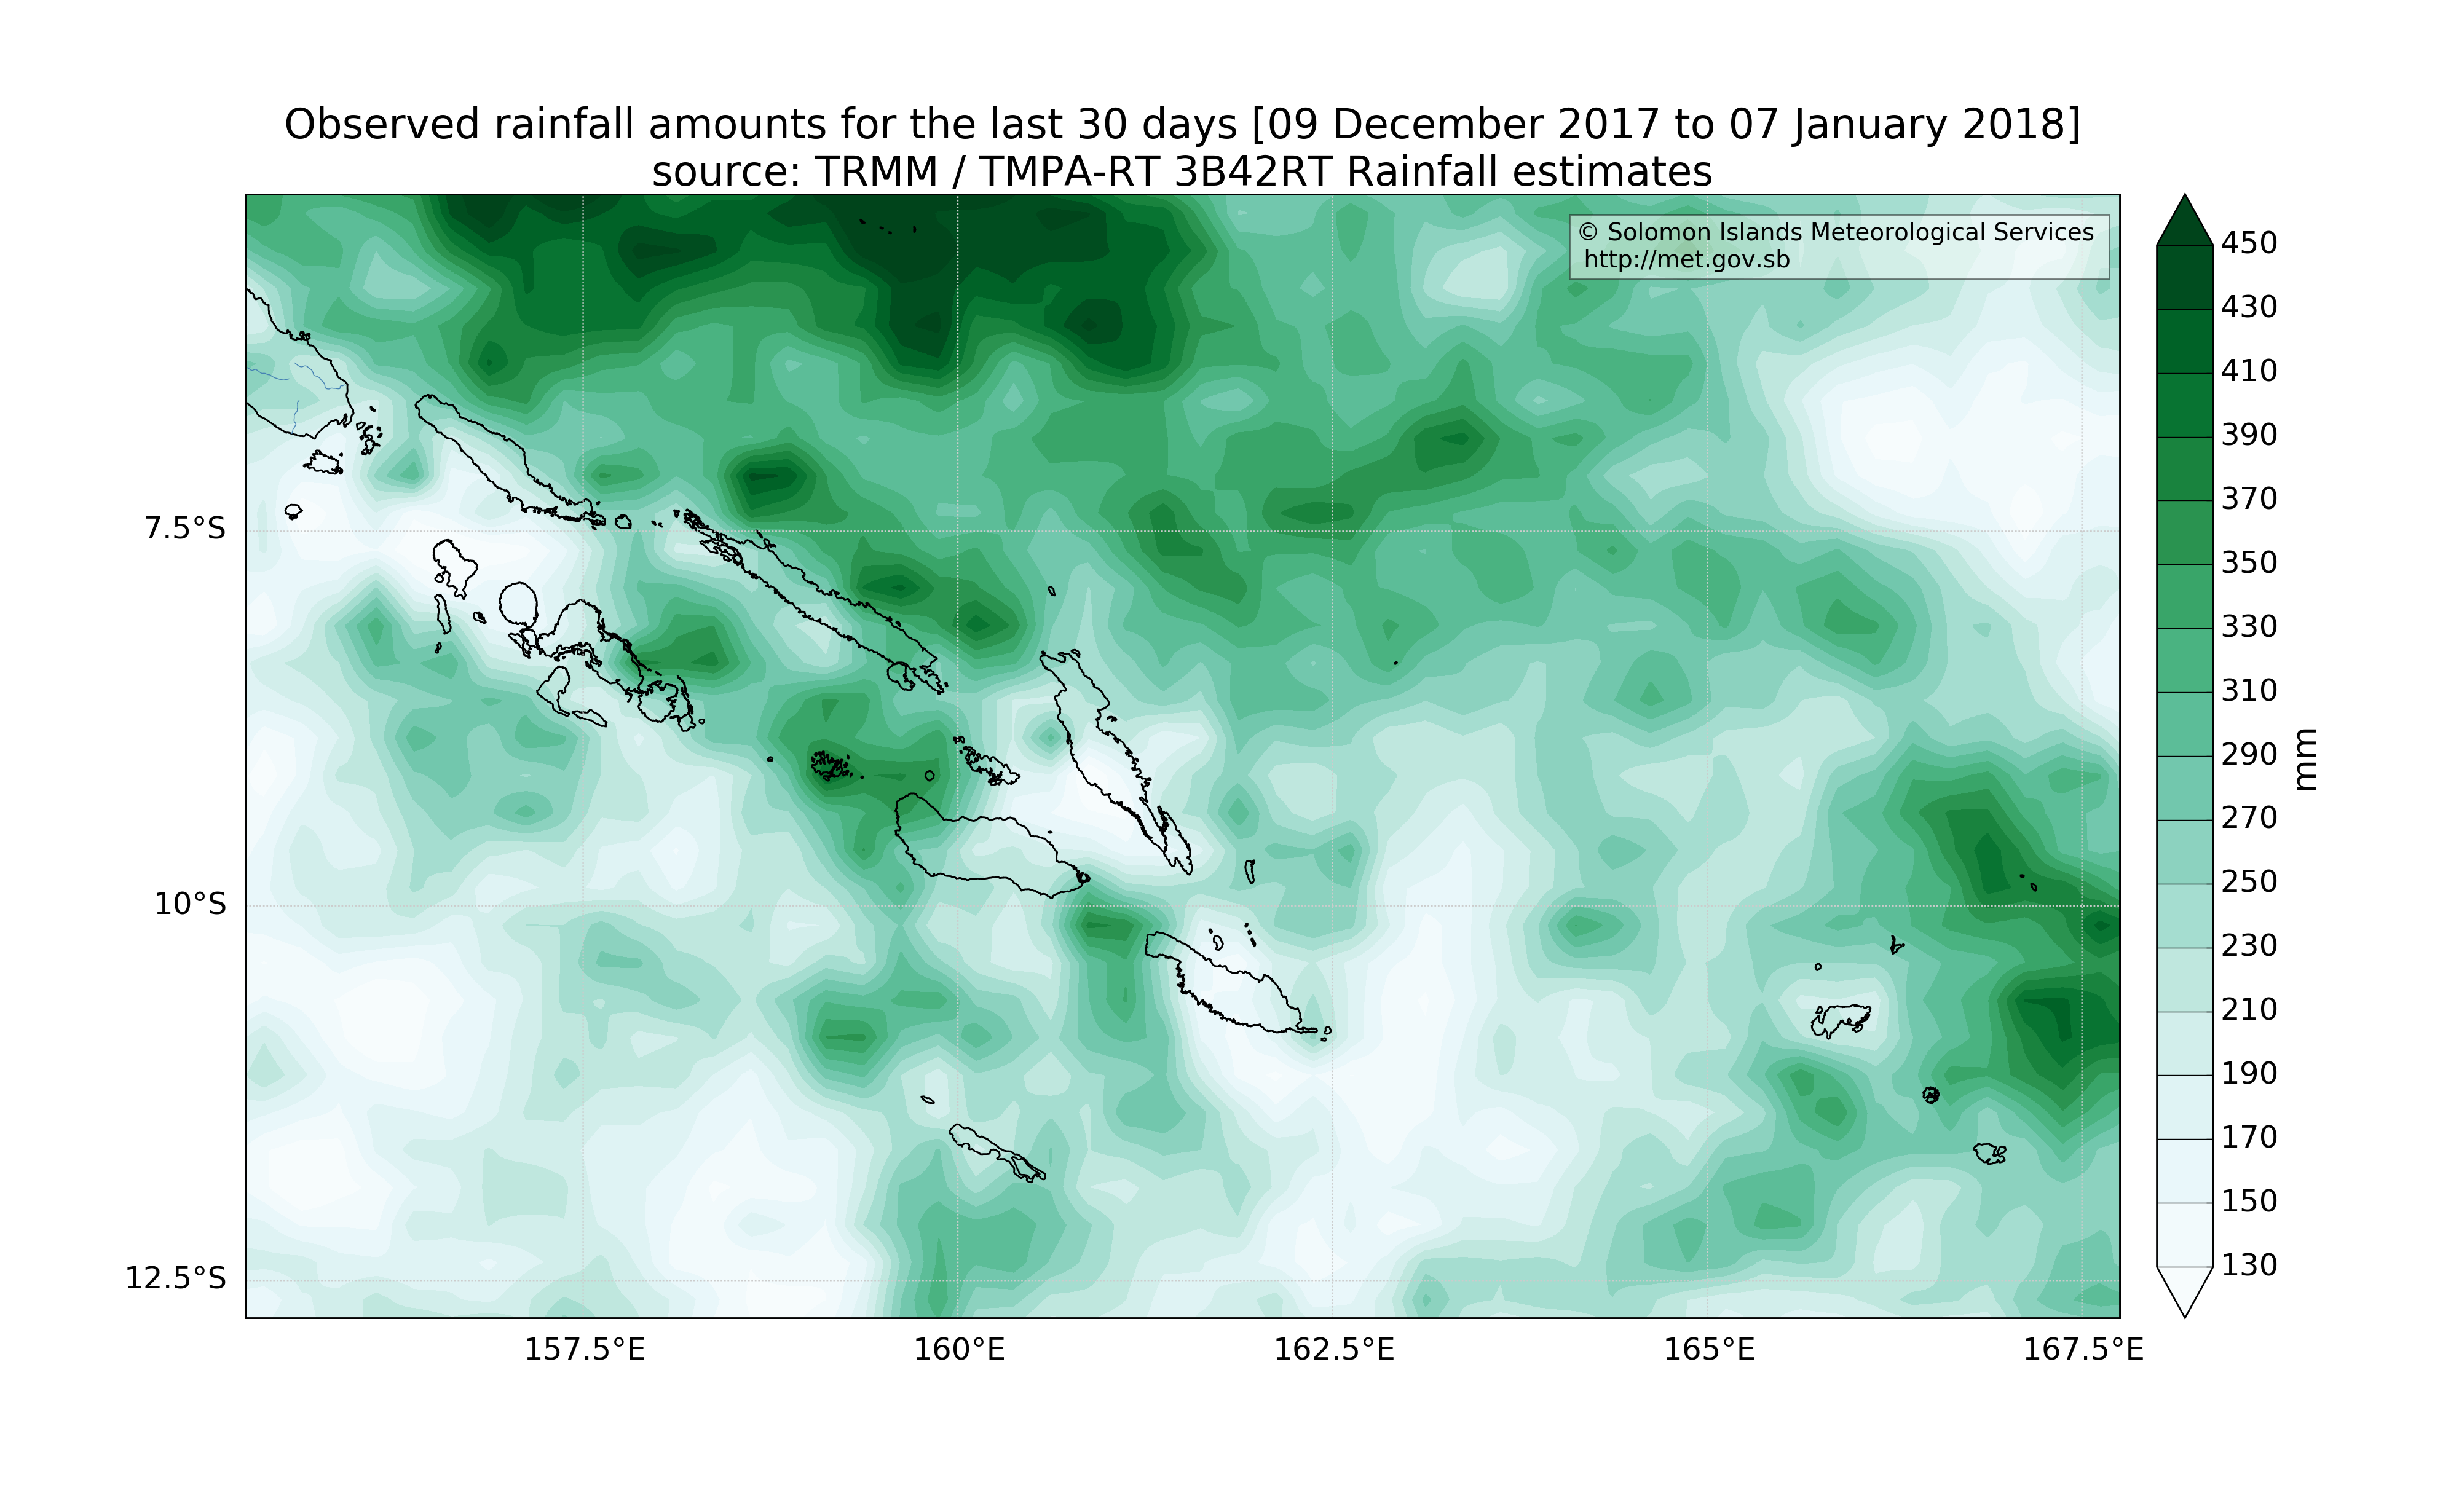 Observed rainfall amounts for the last 30 days [09 December 2017 to 07 January 2018]
source: TRMM / TMPA-RT 3B42RT Rainfall estimates
© Solomon Islands Meteorological Services
http://met.gov.sb
7.5°S
10°S
12.5°S
157.5°E
160°E
162.5°E
165°E
167.5°E
450
430
410
390
370
350
330
310
290
270
250
230
210
190
170
150
130
mm